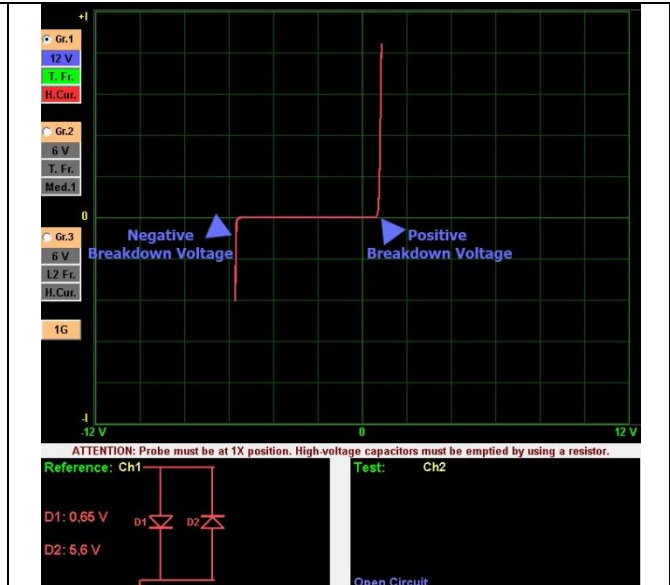 +I
Gr.1
12 V
T. Fr.
H.Cur.
Gr.2
6 V
T. Fr.
Med.1
0
Negative
Breakdown Voltage
Positive
Breakdown Voltage
Gr.3
6 V
L2 Fr.
H.Cur.
1G
-I
-12 V
0
12 V
ATTENTION: Probe must be at 1X position. High-voltage capacitors must be emptied by using a resistor.
Reference: Ch1
D1: 0,65 V
D1
D2
D2: 5,6 V
Test: Ch2
Open Circuit